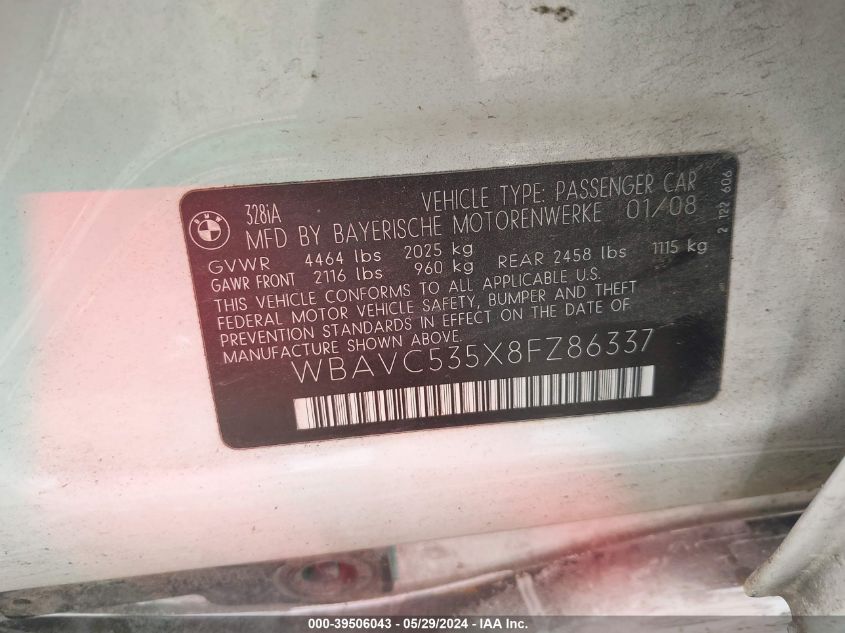 BMW
328iA
VEHICLE TYPE: PASSENGER CAR
MFD BY BAYERISCHE MOTORENWERKE 01/08
GVWR 4464 lbs 2025 kg
GAWR FRONT 2116 lbs 960 kg REAR 2458 lbs 1115 kg
THIS VEHICLE CONFORMS TO ALL APPLICABLE U.S.
FEDERAL MOTOR VEHICLE SAFETY, BUMPER AND THEFT
PREVENTION STANDARDS IN EFFECT ON THE DATE OF
MANUFACTURE SHOWN ABOVE.
WBAVC535X8FZ86337
2 122 606
000-39506043 - 05/29/2024 - IAA Inc.